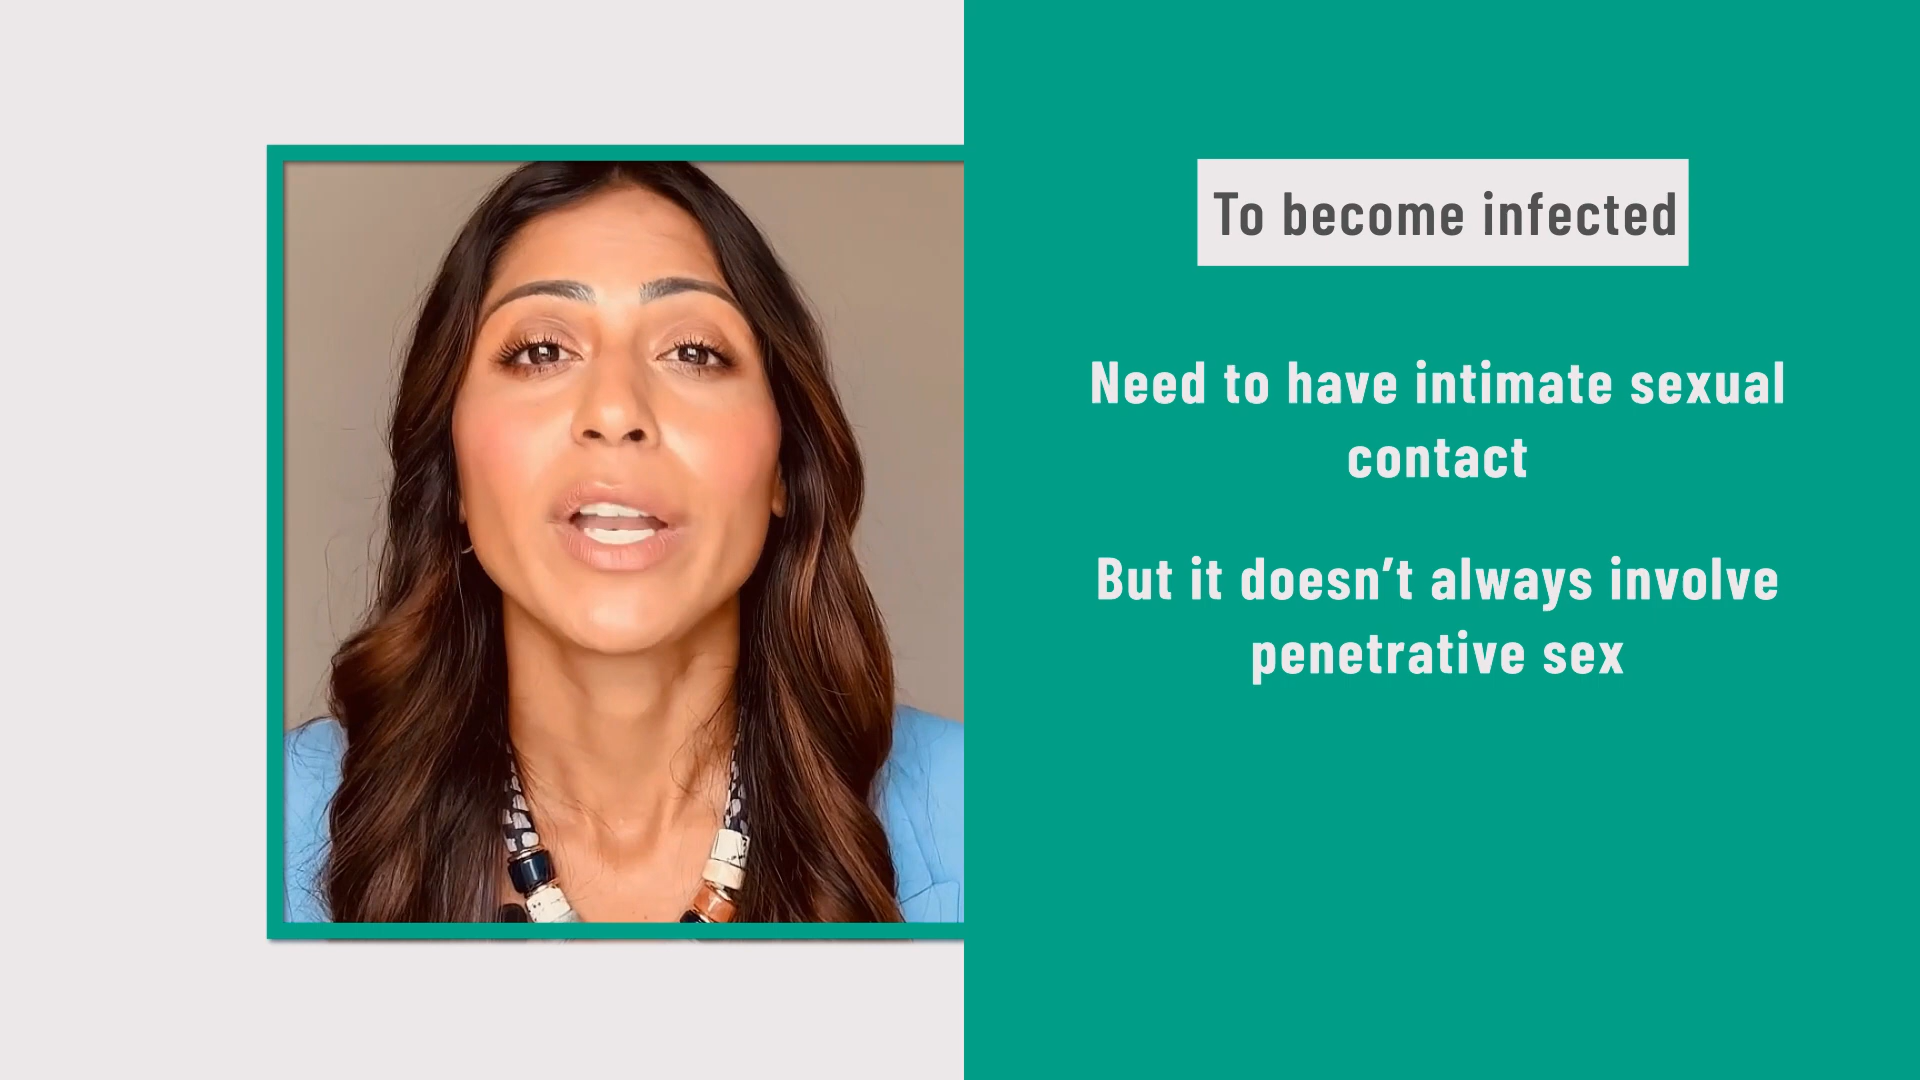 To become infected
Need to have intimate sexual
contact
But it doesn’t always involve
penetrative sex